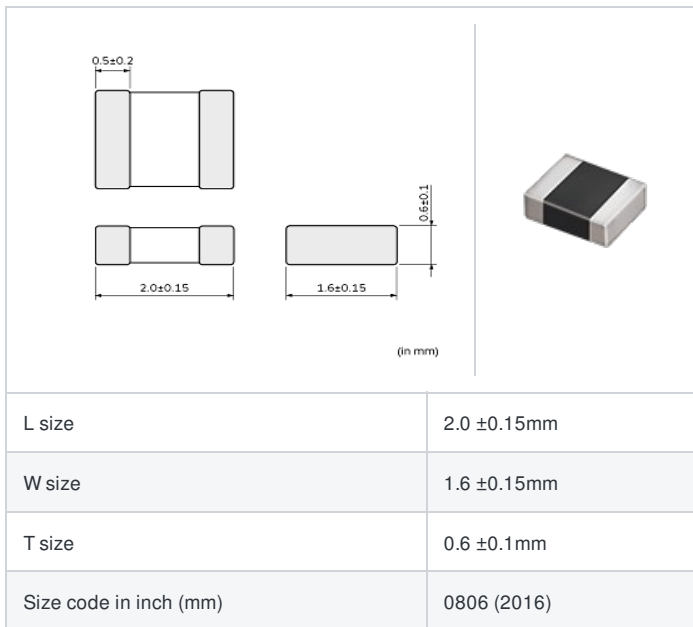 0.5±0.2
0.6±0.1
2.0±0.15
1.6±0.15
(in mm)
L size 2.0 ±0.15mm
W size 1.6 ±0.15mm
T size 0.6 ±0.1mm
Size code in inch (mm) 0806 (2016)